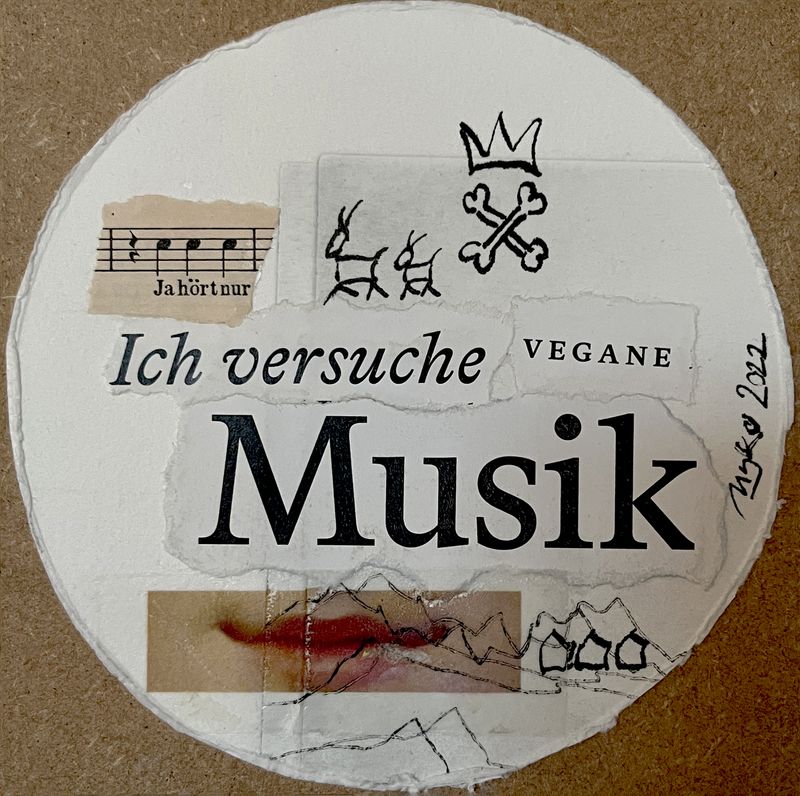 Ja hört nur
Ich versuche
VEGANE
Musik
2022